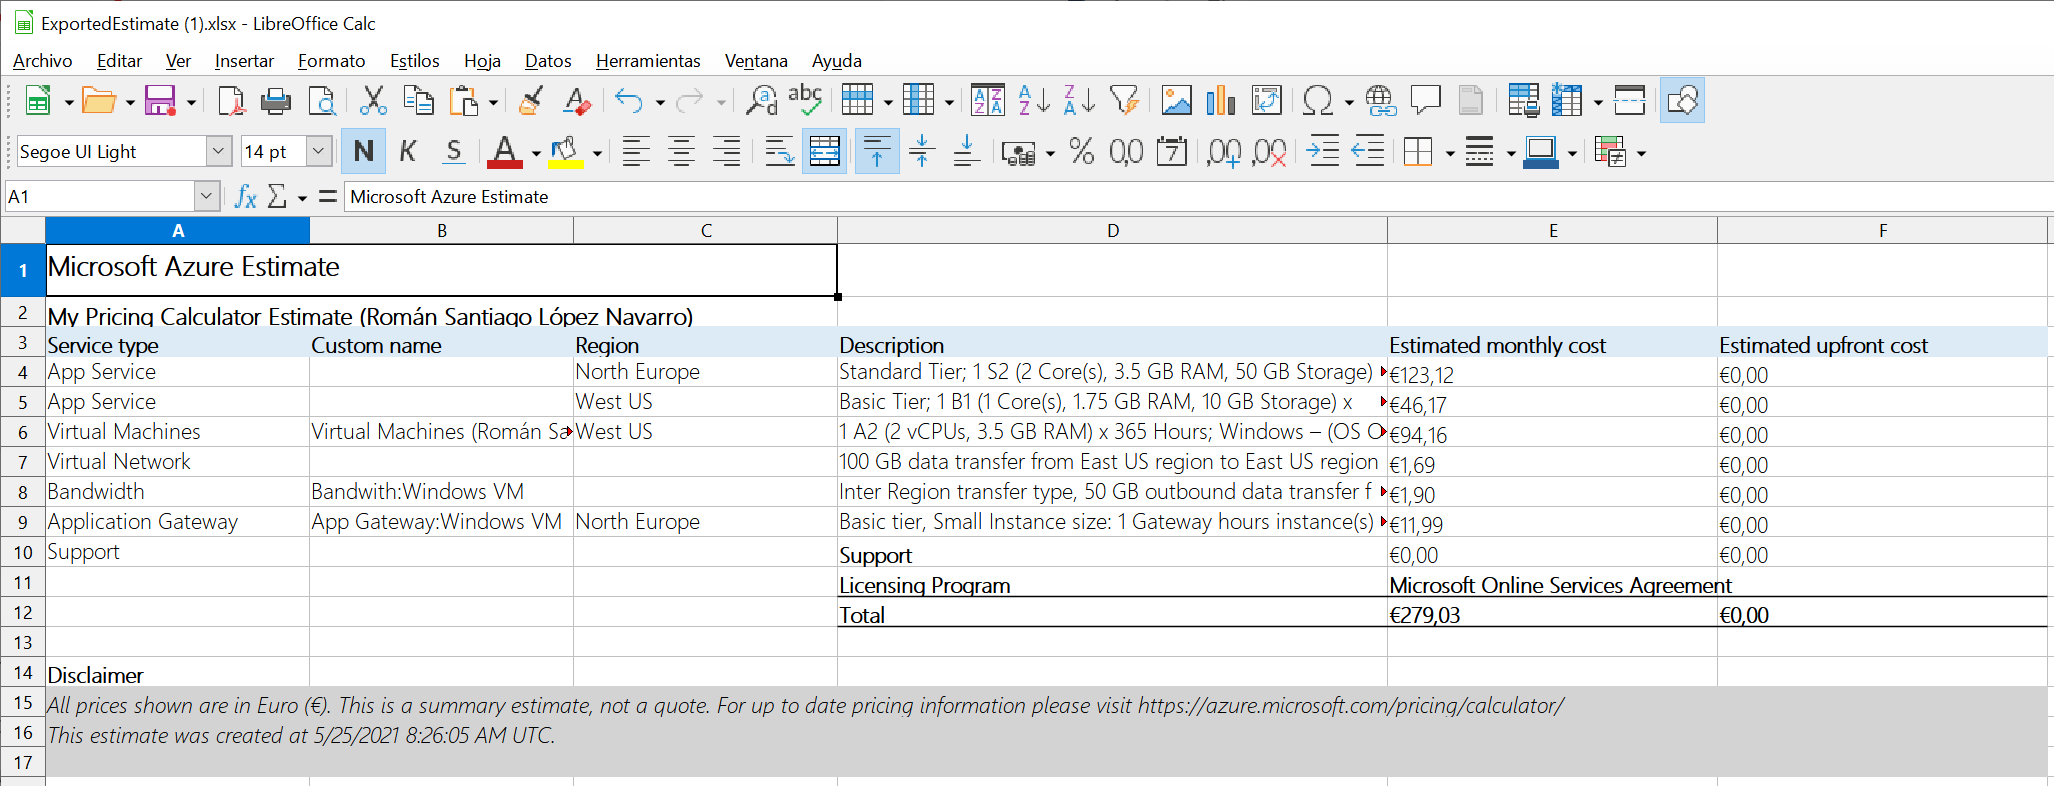 ExportedEstimate (1).xlsx - LibreOffice Calc
Archivo Editar Ver Insertar Formato Estilos Hoja Datos Herramientas Ventana Ayuda
Segoe UI Light 14 pt N K S A
A1 fx Σ = Microsoft Azure Estimate
A B C D E F
1 Microsoft Azure Estimate
2 My Pricing Calculator Estimate (Román Santiago López Navarro)
3 Service type Custom name Region Description Estimated monthly cost Estimated upfront cost
4 App Service North Europe Standard Tier; 1 S2 (2 Core(s), 3.5 GB RAM, 50 GB Storage) €123,12 €0,00
5 App Service West US Basic Tier; 1 B1 (1 Core(s), 1.75 GB RAM, 10 GB Storage) x €46,17 €0,00
6 Virtual Machines Virtual Machines (Román Sa West US 1 A2 (2 vCPUs, 3.5 GB RAM) x 365 Hours; Windows – (OS O €94,16 €0,00
7 Virtual Network 100 GB data transfer from East US region to East US region €1,69 €0,00
8 Bandwidth Bandwith:Windows VM Inter Region transfer type, 50 GB outbound data transfer f €1,90 €0,00
9 Application Gateway App Gateway:Windows VM North Europe Basic tier, Small Instance size: 1 Gateway hours instance(s) €11,99 €0,00
10 Support Support €0,00 €0,00
11 Licensing Program Microsoft Online Services Agreement
12 Total €279,03 €0,00
13
14 Disclaimer
15 All prices shown are in Euro (€). This is a summary estimate, not a quote. For up to date pricing information please visit https://azure.microsoft.com/pricing/calculator/
16 This estimate was created at 5/25/2021 8:26:05 AM UTC.
17